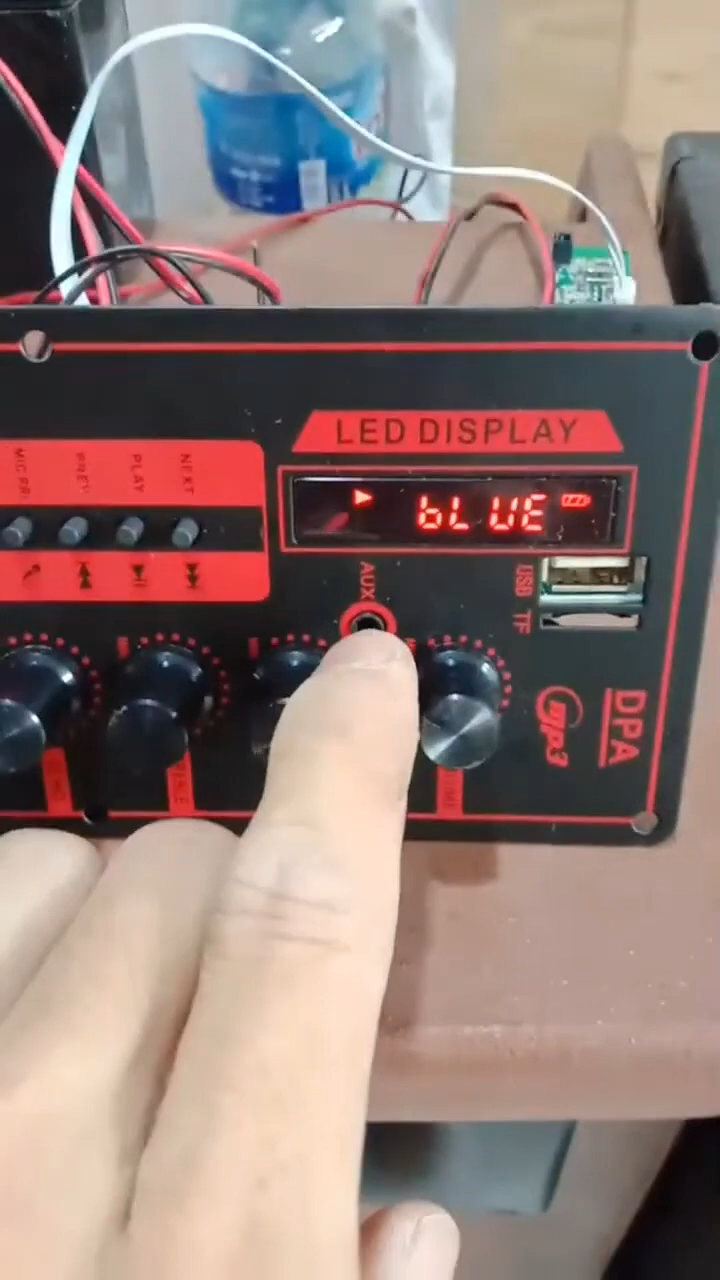 LED DISPLAY
bLUE
MIC PRI
PREV
PLAY
NEXT
AUX
USB
TF
DPA
mp3